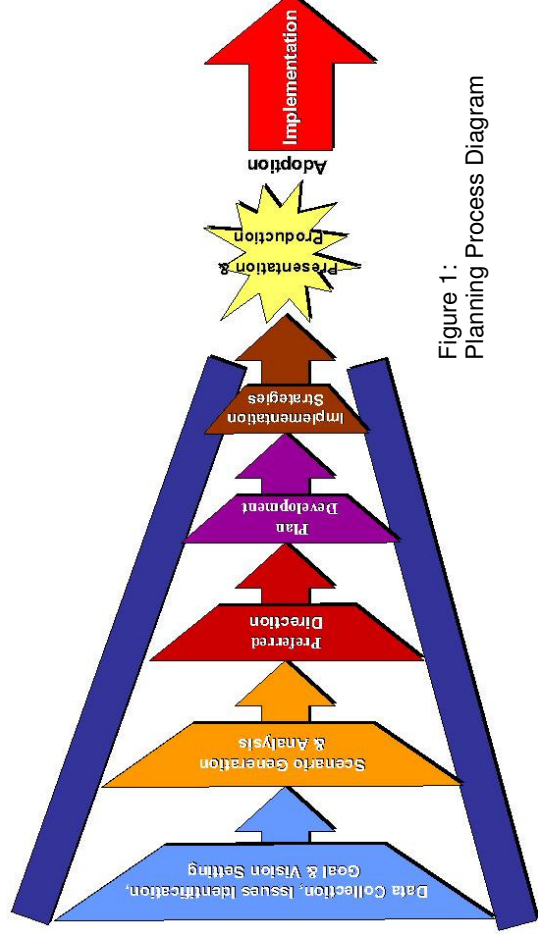 Data Collection, Issues Identification,
Goal & Vision Setting
Scenario Generation
& Analysis
Preferred
Direction
Plan
Development
Implementation
Strategies
Presentation &
Production
Adoption
Implementation
Figure 1:
Planning Process Diagram